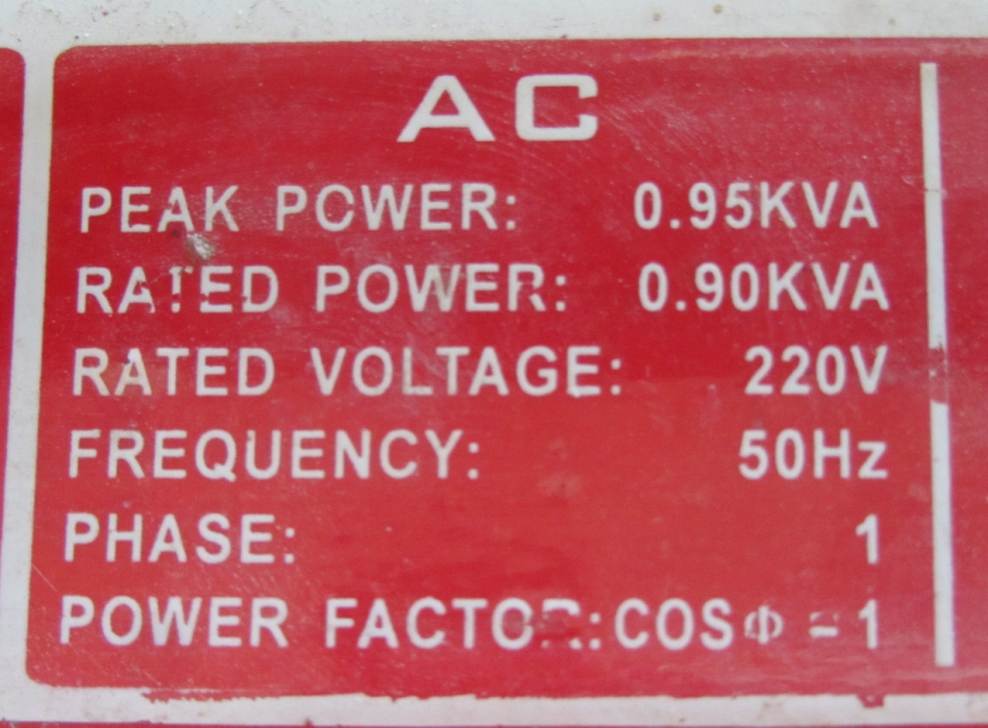 AC
PEAK POWER: 0.95KVA
RATED POWER: 0.90KVA
RATED VOLTAGE: 220V
FREQUENCY: 50Hz
PHASE: 1
POWER FACTOR:COSΦ = 1